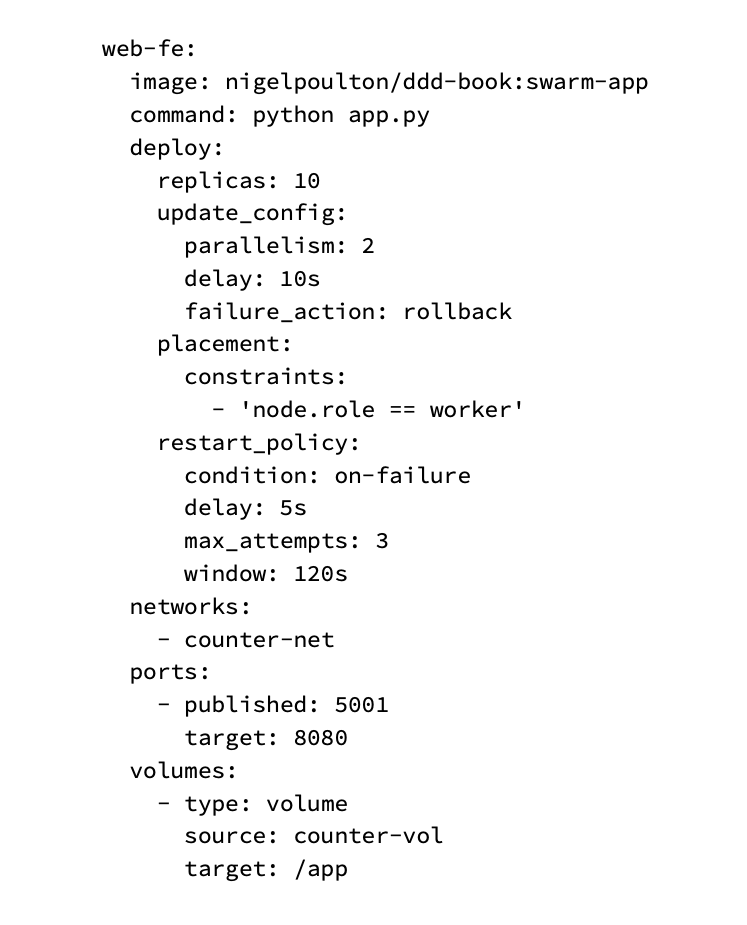 web-fe:
  image: nigelpoulton/ddd-book:swarm-app
  command: python app.py
  deploy:
    replicas: 10
    update_config:
      parallelism: 2
      delay: 10s
      failure_action: rollback
    placement:
      constraints:
        - 'node.role == worker'
    restart_policy:
      condition: on-failure
      delay: 5s
      max_attempts: 3
      window: 120s
  networks:
    - counter-net
  ports:
    - published: 5001
      target: 8080
  volumes:
    - type: volume
      source: counter-vol
      target: /app